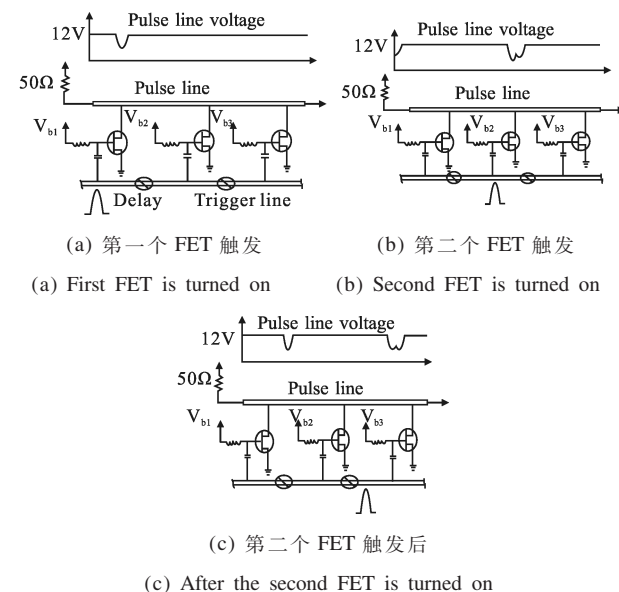 Pulse line voltage
12V
50Ω
Pulse line
V_b1
V_b2
V_b3
Delay
Trigger line
(a) 第一个 FET 触发
(a) First FET is turned on
Pulse line voltage
12V
50Ω
Pulse line
V_b1
V_b2
V_b3
(b) 第二个 FET 触发
(b) Second FET is turned on
Pulse line voltage
12V
50Ω
Pulse line
V_b1
V_b2
V_b3
(c) 第二个 FET 触发后
(c) After the second FET is turned on